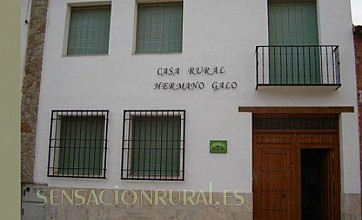 CASA RURAL
HERMANO GALO
SENSACIONRURAL.ES